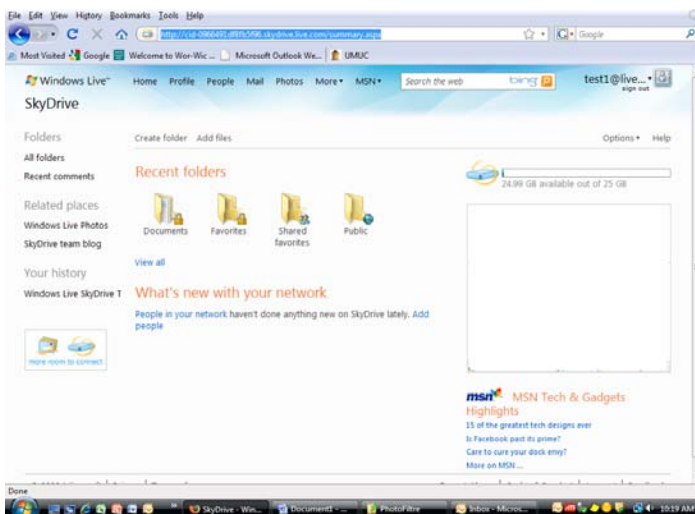 File Edit View History Bookmarks Tools Help
Google
Most Visited Google Welcome to Wor-Wic ... Microsoft Outlook We... UMUC
Windows Live™ Home Profile People Mail Photos More MSN Search the web bing test1@live...
sign out
SkyDrive
Folders
All folders
Recent comments
Related places
Windows Live Photos
SkyDrive team blog
Your history
Windows Live SkyDrive T
more room to connect
Create folder Add files
Options Help
Recent folders
Documents Favorites Shared favorites Public
View all
What's new with your network
People in your network haven't done anything new on SkyDrive lately. Add
people
24.99 GB available out of 25 GB
msn MSN Tech & Gadgets
Highlights
15 of the greatest tech designs ever
Is Facebook past its prime?
Care to cure your dock envy?
More on MSN...
Done
SkyDrive - Win... Document1 - ... PhotoFiltre Inbox - Micros... 10:19 AM